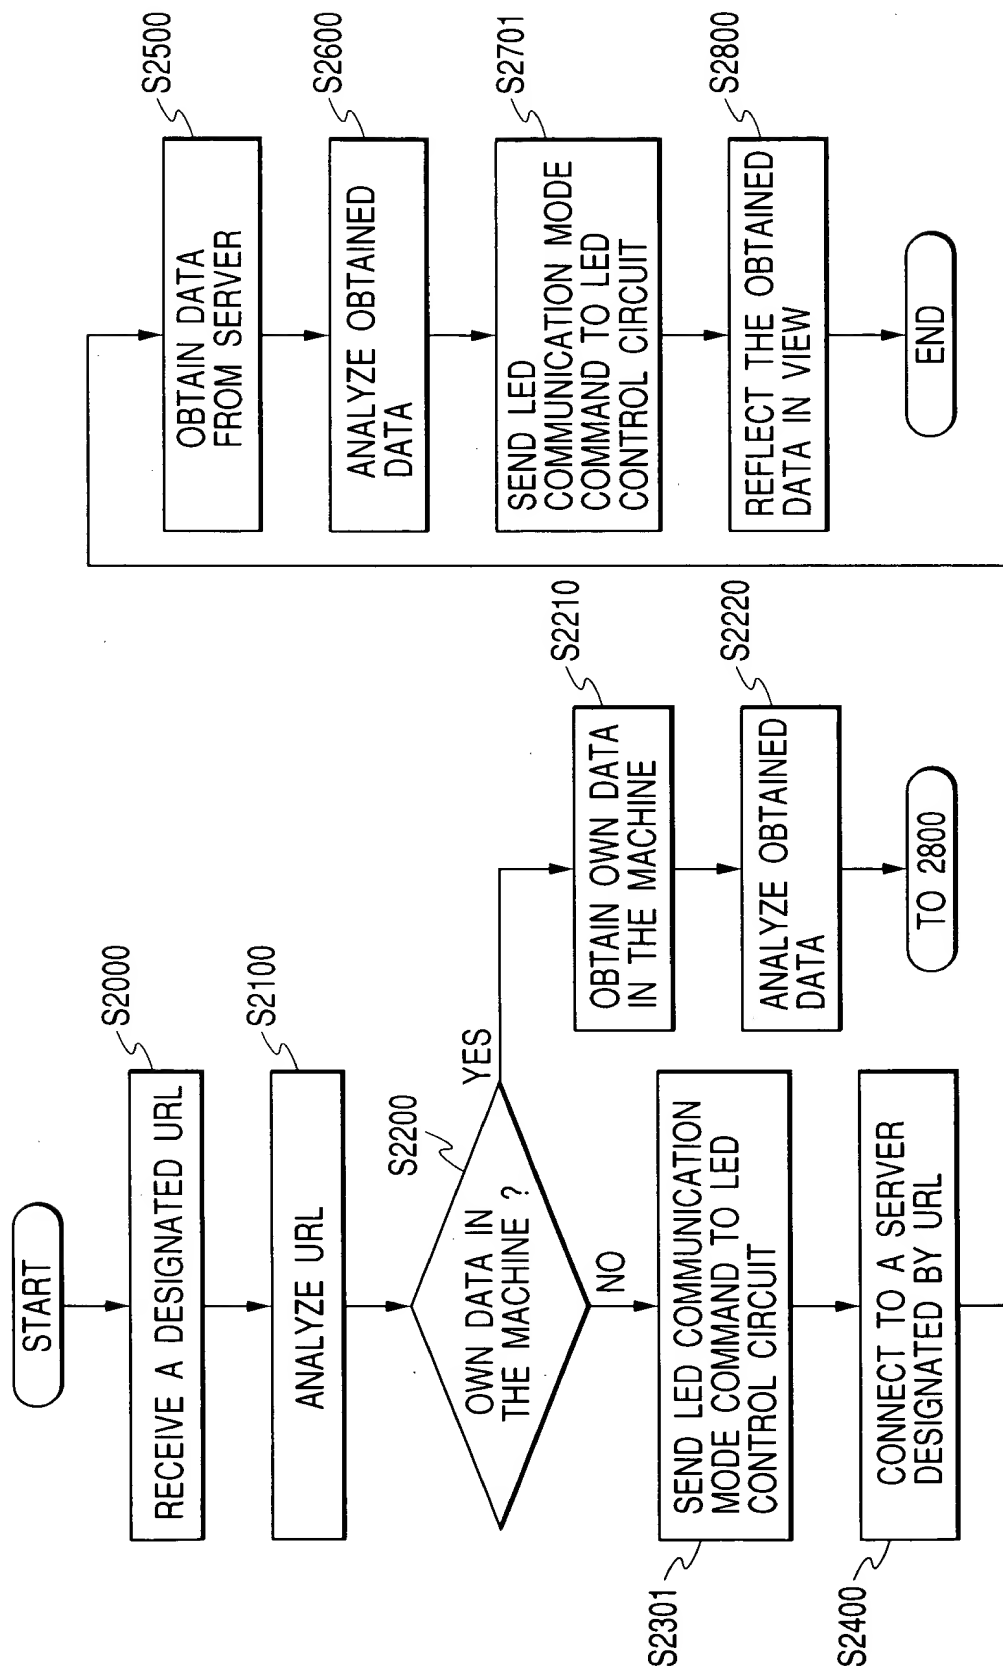 START
RECEIVE A DESIGNATED URL
S2000
ANALYZE URL
S2100
OWN DATA IN
THE MACHINE ?
S2200
YES
NO
OBTAIN OWN DATA
IN THE MACHINE
S2210
ANALYZE OBTAINED
DATA
S2220
TO 2800
SEND LED COMMUNICATION
MODE COMMAND TO LED
CONTROL CIRCUIT
S2301
CONNECT TO A SERVER
DESIGNATED BY URL
S2400
OBTAIN DATA
FROM SERVER
S2500
ANALYZE OBTAINED
DATA
S2600
SEND LED
COMMUNICATION MODE
COMMAND TO LED
CONTROL CIRCUIT
S2701
REFLECT THE OBTAINED
DATA IN VIEW
S2800
END